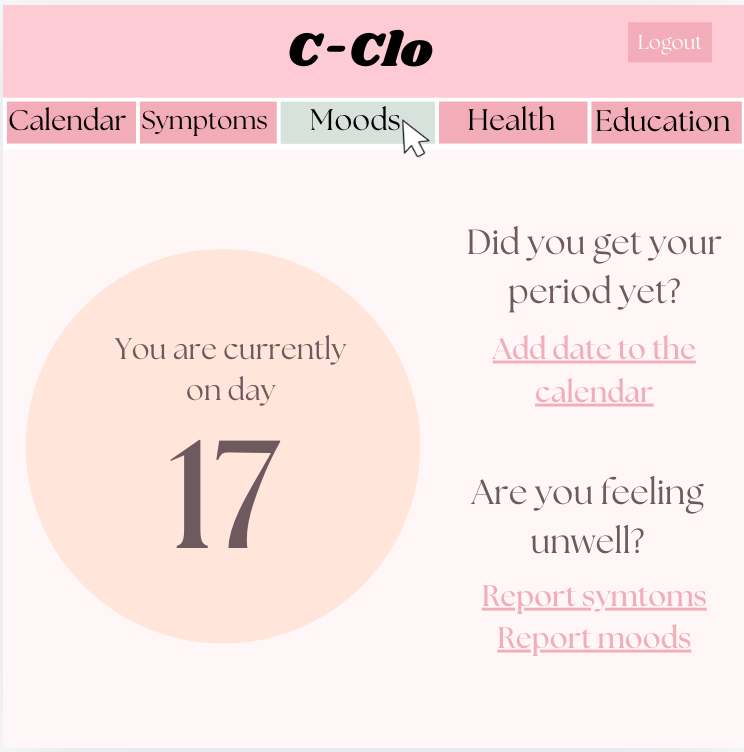 C-Clo
Logout
Calendar
Symptoms
Moods
Health
Education
You are currently
on day
17
Did you get your
period yet?
Add date to the
calendar
Are you feeling
unwell?
Report symtoms
Report moods